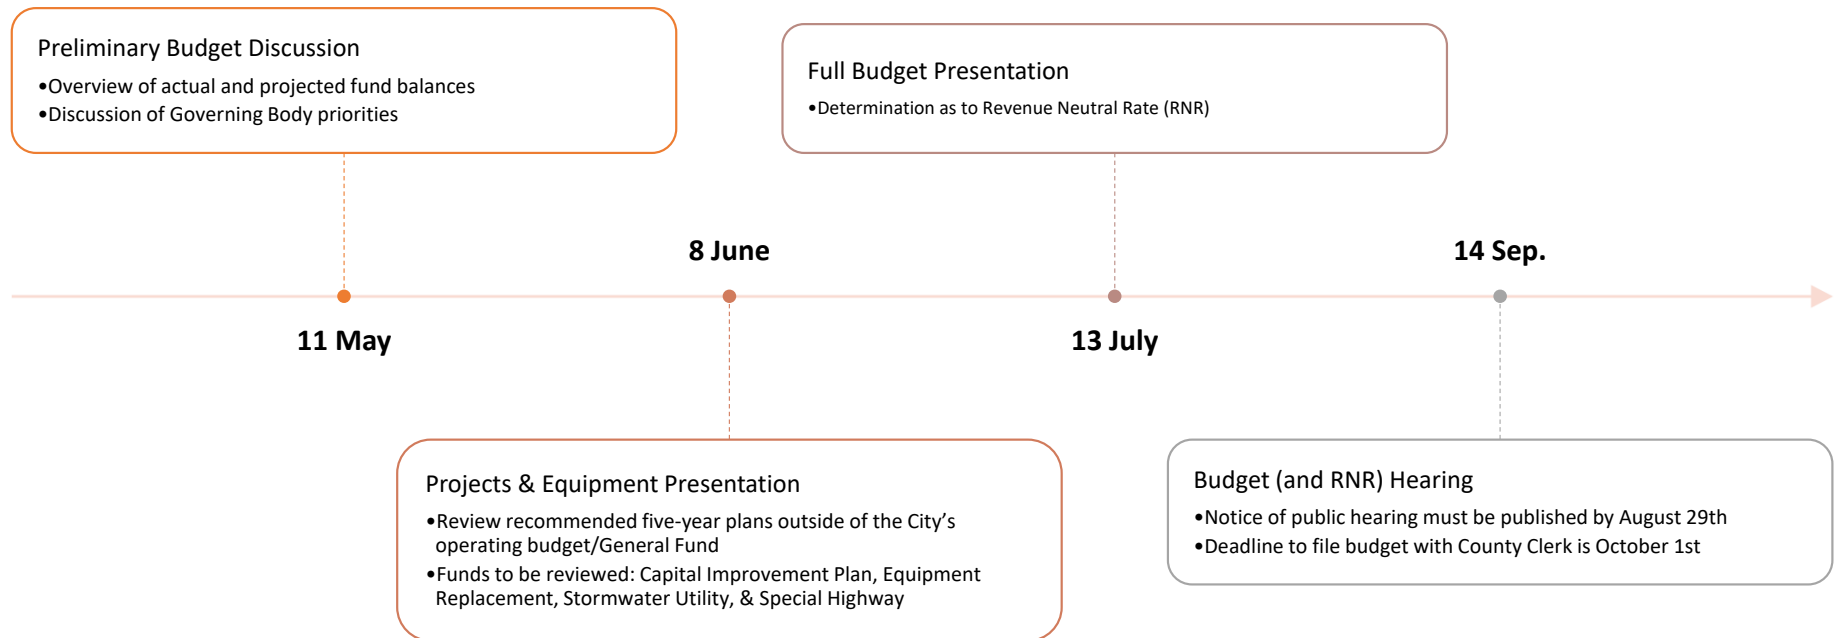 Preliminary Budget Discussion
•Overview of actual and projected fund balances
•Discussion of Governing Body priorities
Full Budget Presentation
•Determination as to Revenue Neutral Rate (RNR)
8 June
14 Sep.
11 May
13 July
Projects & Equipment Presentation
•Review recommended five-year plans outside of the City’s
operating budget/General Fund
•Funds to be reviewed: Capital Improvement Plan, Equipment
Replacement, Stormwater Utility, & Special Highway
Budget (and RNR) Hearing
•Notice of public hearing must be published by August 29th
•Deadline to file budget with County Clerk is October 1st